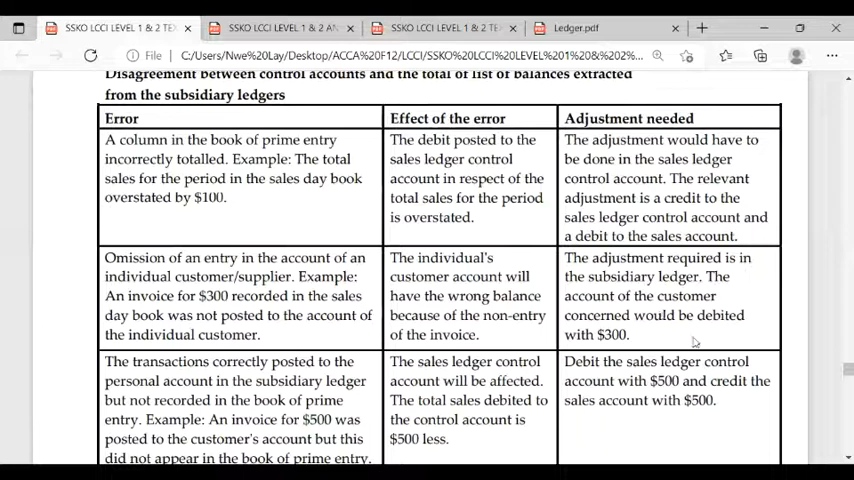 SSKO LCCI LEVEL 1 & 2 TEX
SSKO LCCI LEVEL 1 & 2 AN
SSKO LCCI LEVEL 1 & 2 TEX
Ledger.pdf
File
C:/Users/Nwe%20Lay/Desktop/ACCA%20F12/LCCI/SSKO%20LCCI%20LEVEL%201%20&%202%...
Disagreement between control accounts and the total of list of balances extracted
from the subsidiary ledgers
Error
A column in the book of prime entry
incorrectly totalled. Example: The total
sales for the period in the sales day book
overstated by $100.
Effect of the error
The debit posted to the
sales ledger control
account in respect of the
total sales for the period
is overstated.
Adjustment needed
The adjustment would have to
be done in the sales ledger
control account. The relevant
adjustment is a credit to the
sales ledger control account and
a debit to the sales account.
Omission of an entry in the account of an
individual customer/supplier. Example:
An invoice for $300 recorded in the sales
day book was not posted to the account of
the individual customer.
The individual's
customer account will
have the wrong balance
because of the non-entry
of the invoice.
The adjustment required is in
the subsidiary ledger. The
account of the customer
concerned would be debited
with $300.
The transactions correctly posted to the
personal account in the subsidiary ledger
but not recorded in the book of prime
entry. Example: An invoice for $500 was
posted to the customer's account but this
did not appear in the book of prime entry.
The sales ledger control
account will be affected.
The total sales debited to
the control account is
$500 less.
Debit the sales ledger control
account with $500 and credit the
sales account with $500.